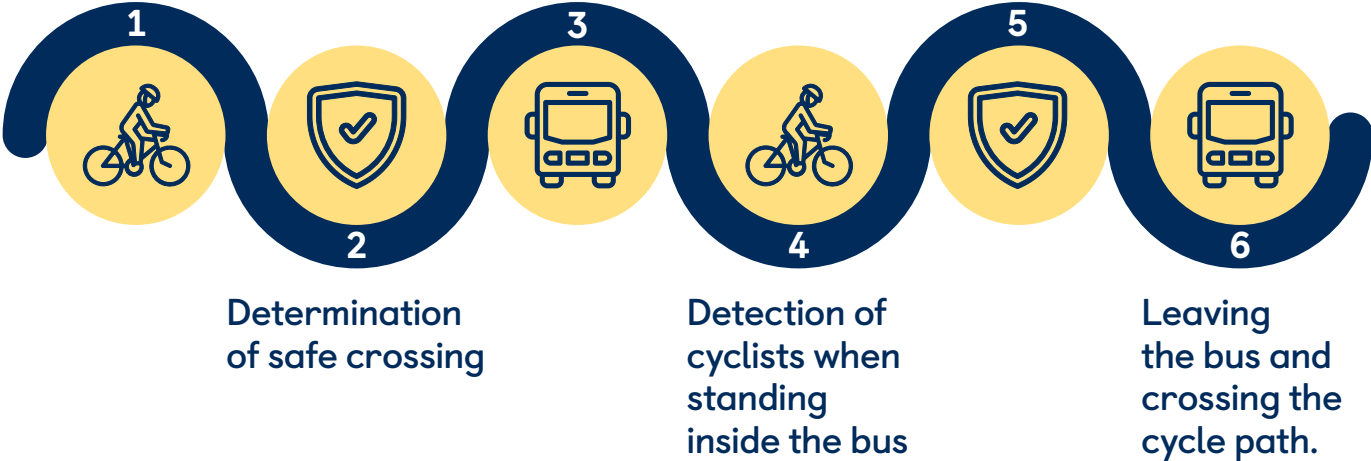 1
3
5
2
4
6
Determination
of safe crossing
Detection of
cyclists when
standing
inside the bus
Leaving
the bus and
crossing the
cycle path.